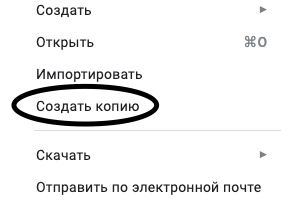 Создать ►
Открыть ⌘O
Импортировать
Создать копию
Скачать ►
Отправить по электронной почте